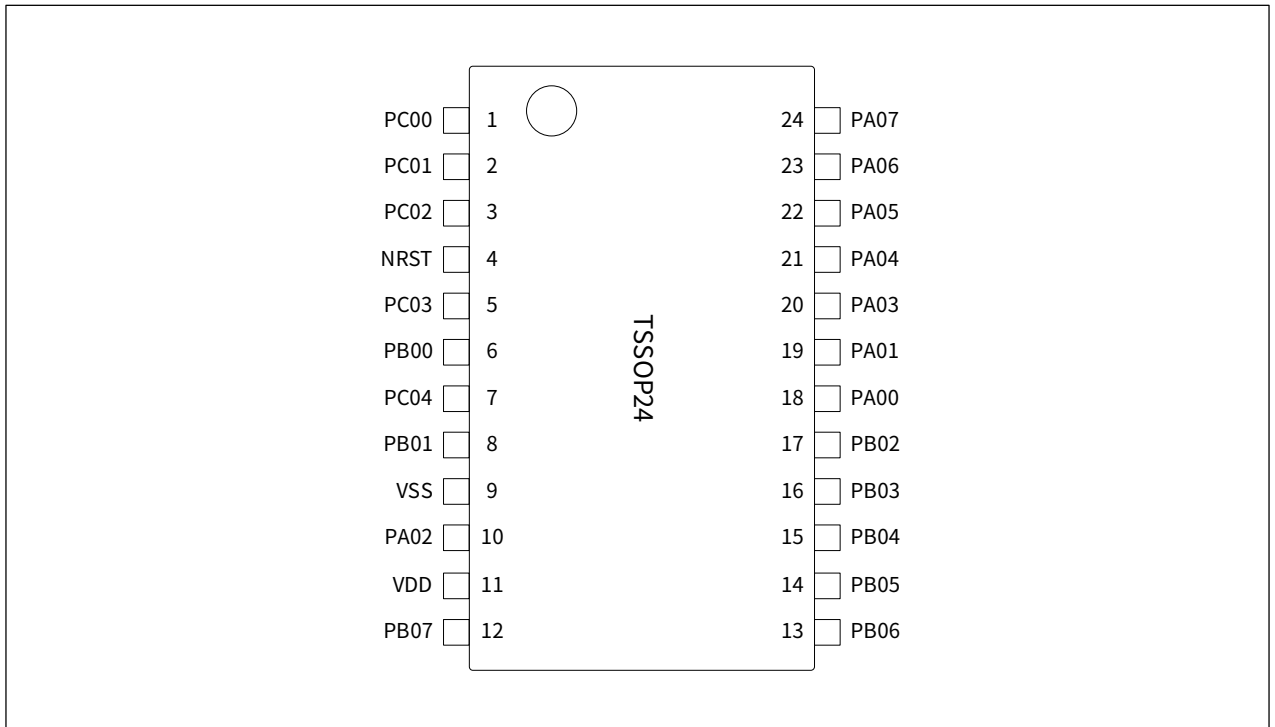 PC00 1 24 PA07
PC01 2 23 PA06
PC02 3 22 PA05
NRST 4 21 PA04
PC03 5 20 PA03
PB00 6 19 PA01
PC04 7 18 PA00
PB01 8 17 PB02
VSS 9 16 PB03
PA02 10 15 PB04
VDD 11 14 PB05
PB07 12 13 PB06
TSSOP24